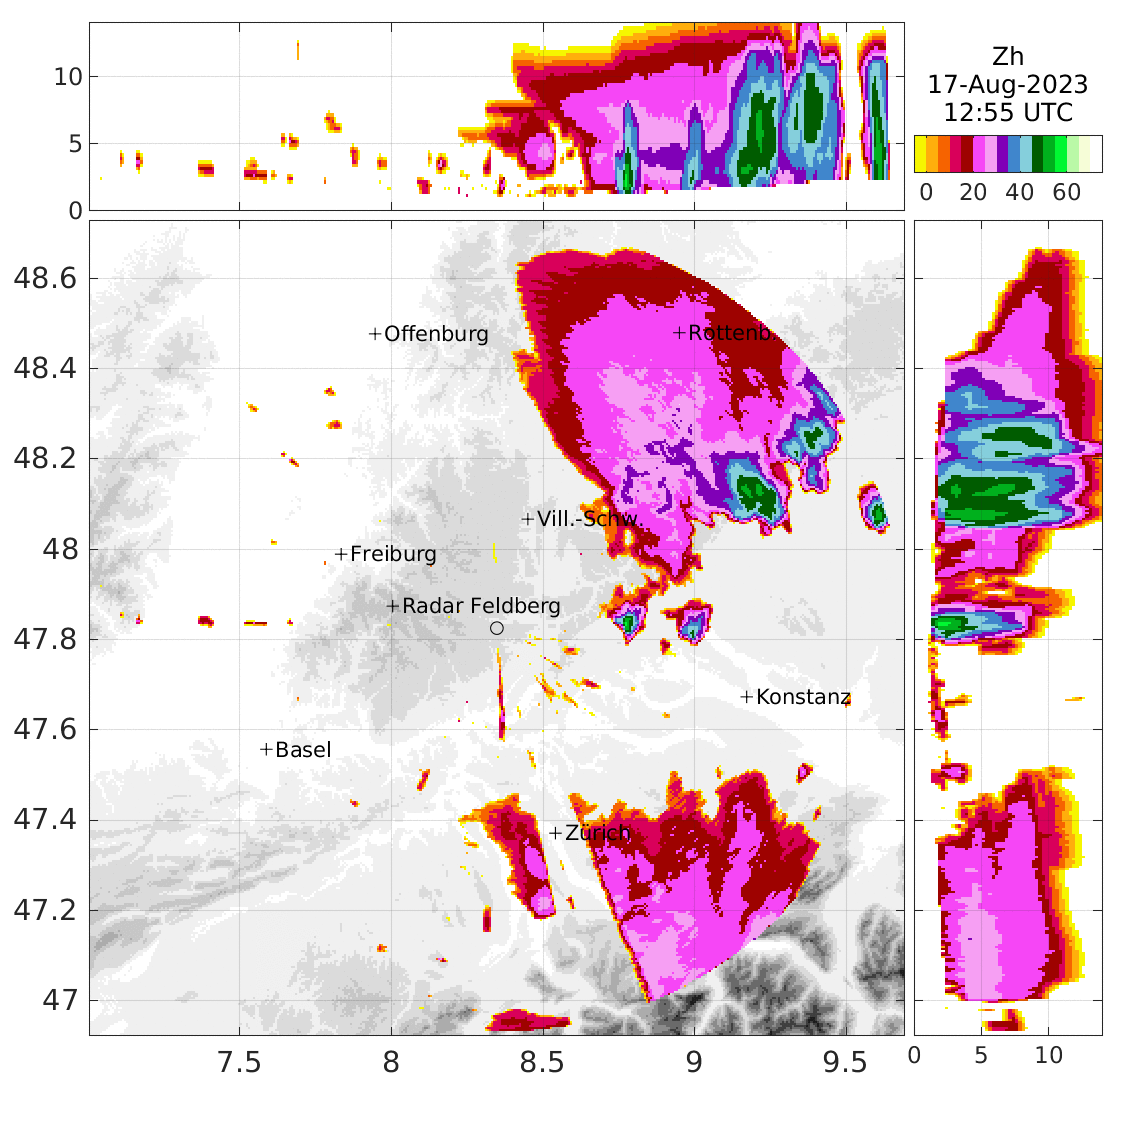 10
5
0
Zh
17-Aug-2023
12:55 UTC
0 20 40 60
48.6
48.4
48.2
48
47.8
47.6
47.4
47.2
47
+Offenburg
+Rottenb.
+Vill.-Schw.
+Freiburg
+Radar Feldberg
+Konstanz
+Basel
+Zürich
7.5 8 8.5 9 9.5
0 5 10